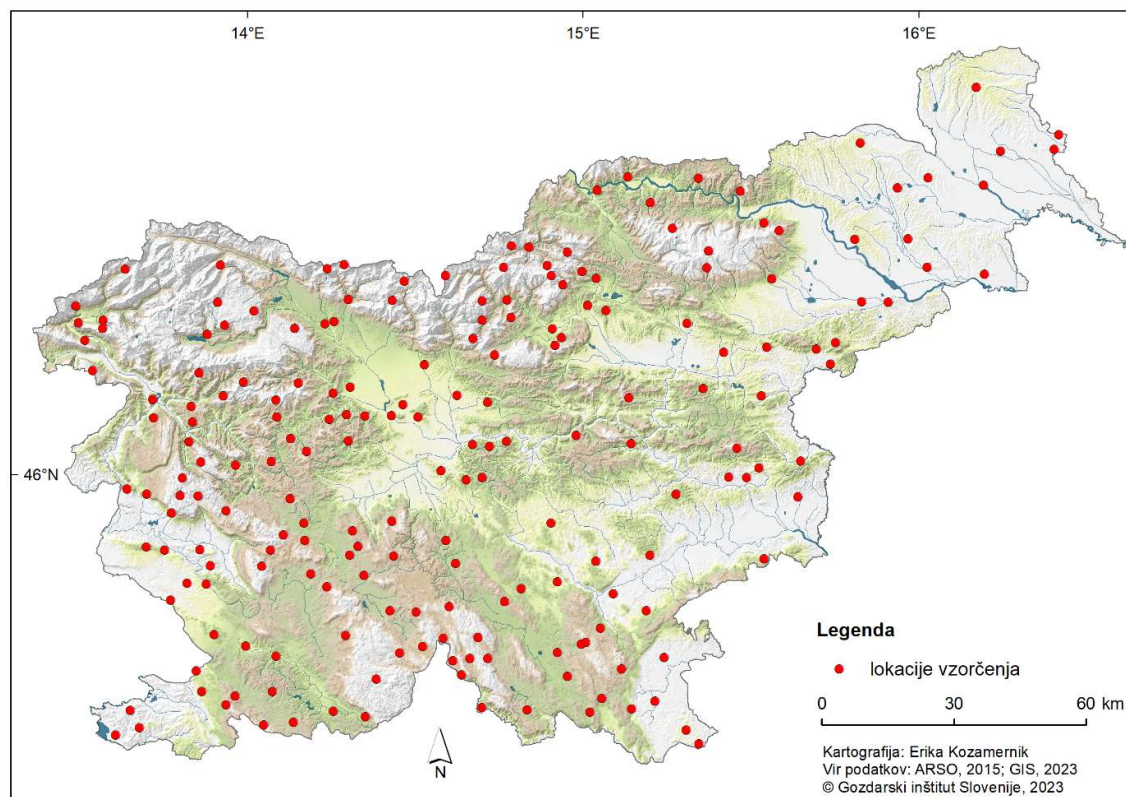 14°E 15°E 16°E
46°N
N
Legenda
lokacije vzorčenja
0 30 60 km
Kartografija: Erika Kozamernik
Vir podatkov: ARSO, 2015; GIS, 2023
© Gozdarski inštitut Slovenije, 2023